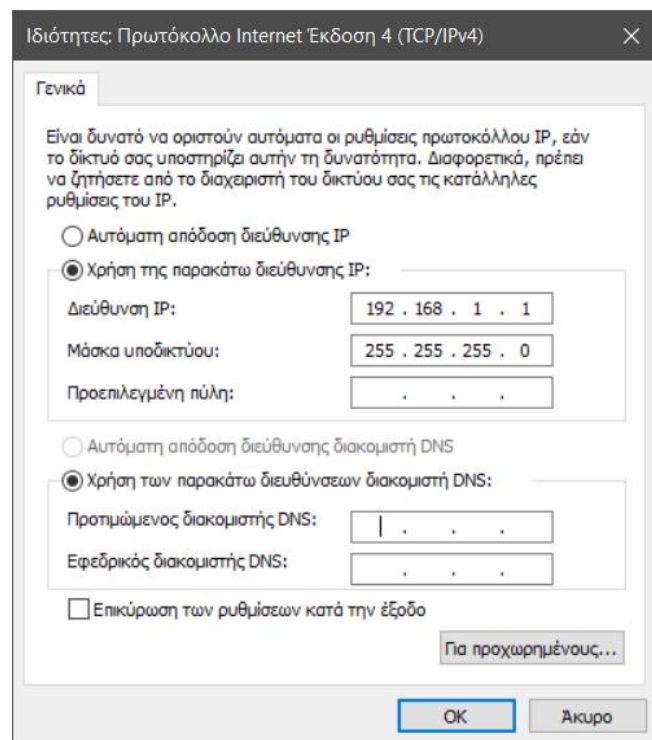 Ιδιότητες: Πρωτόκολλο Internet Έκδοση 4 (TCP/IPv4)
Γενικά
Είναι δυνατό να οριστούν αυτόματα οι ρυθμίσεις πρωτοκόλλου IP, εάν
το δίκτυό σας υποστηρίζει αυτήν τη δυνατότητα. Διαφορετικά, πρέπει
να ζητήσετε από το διαχειριστή του δικτύου σας τις κατάλληλες
ρυθμίσεις του IP.
Αυτόματη απόδοση διεύθυνσης IP
Χρήση της παρακάτω διεύθυνσης IP:
Διεύθυνση IP: 192 . 168 . 1 . 1
Μάσκα υποδικτύου: 255 . 255 . 255 . 0
Προεπιλεγμένη πύλη: . . .
Αυτόματη απόδοση διεύθυνσης διακομιστή DNS
Χρήση των παρακάτω διευθύνσεων διακομιστή DNS:
Προτιμώμενος διακομιστής DNS: . . .
Εφεδρικός διακομιστής DNS: . . .
Επικύρωση των ρυθμίσεων κατά την έξοδο
Για προχωρημένους...
OK Άκυρο